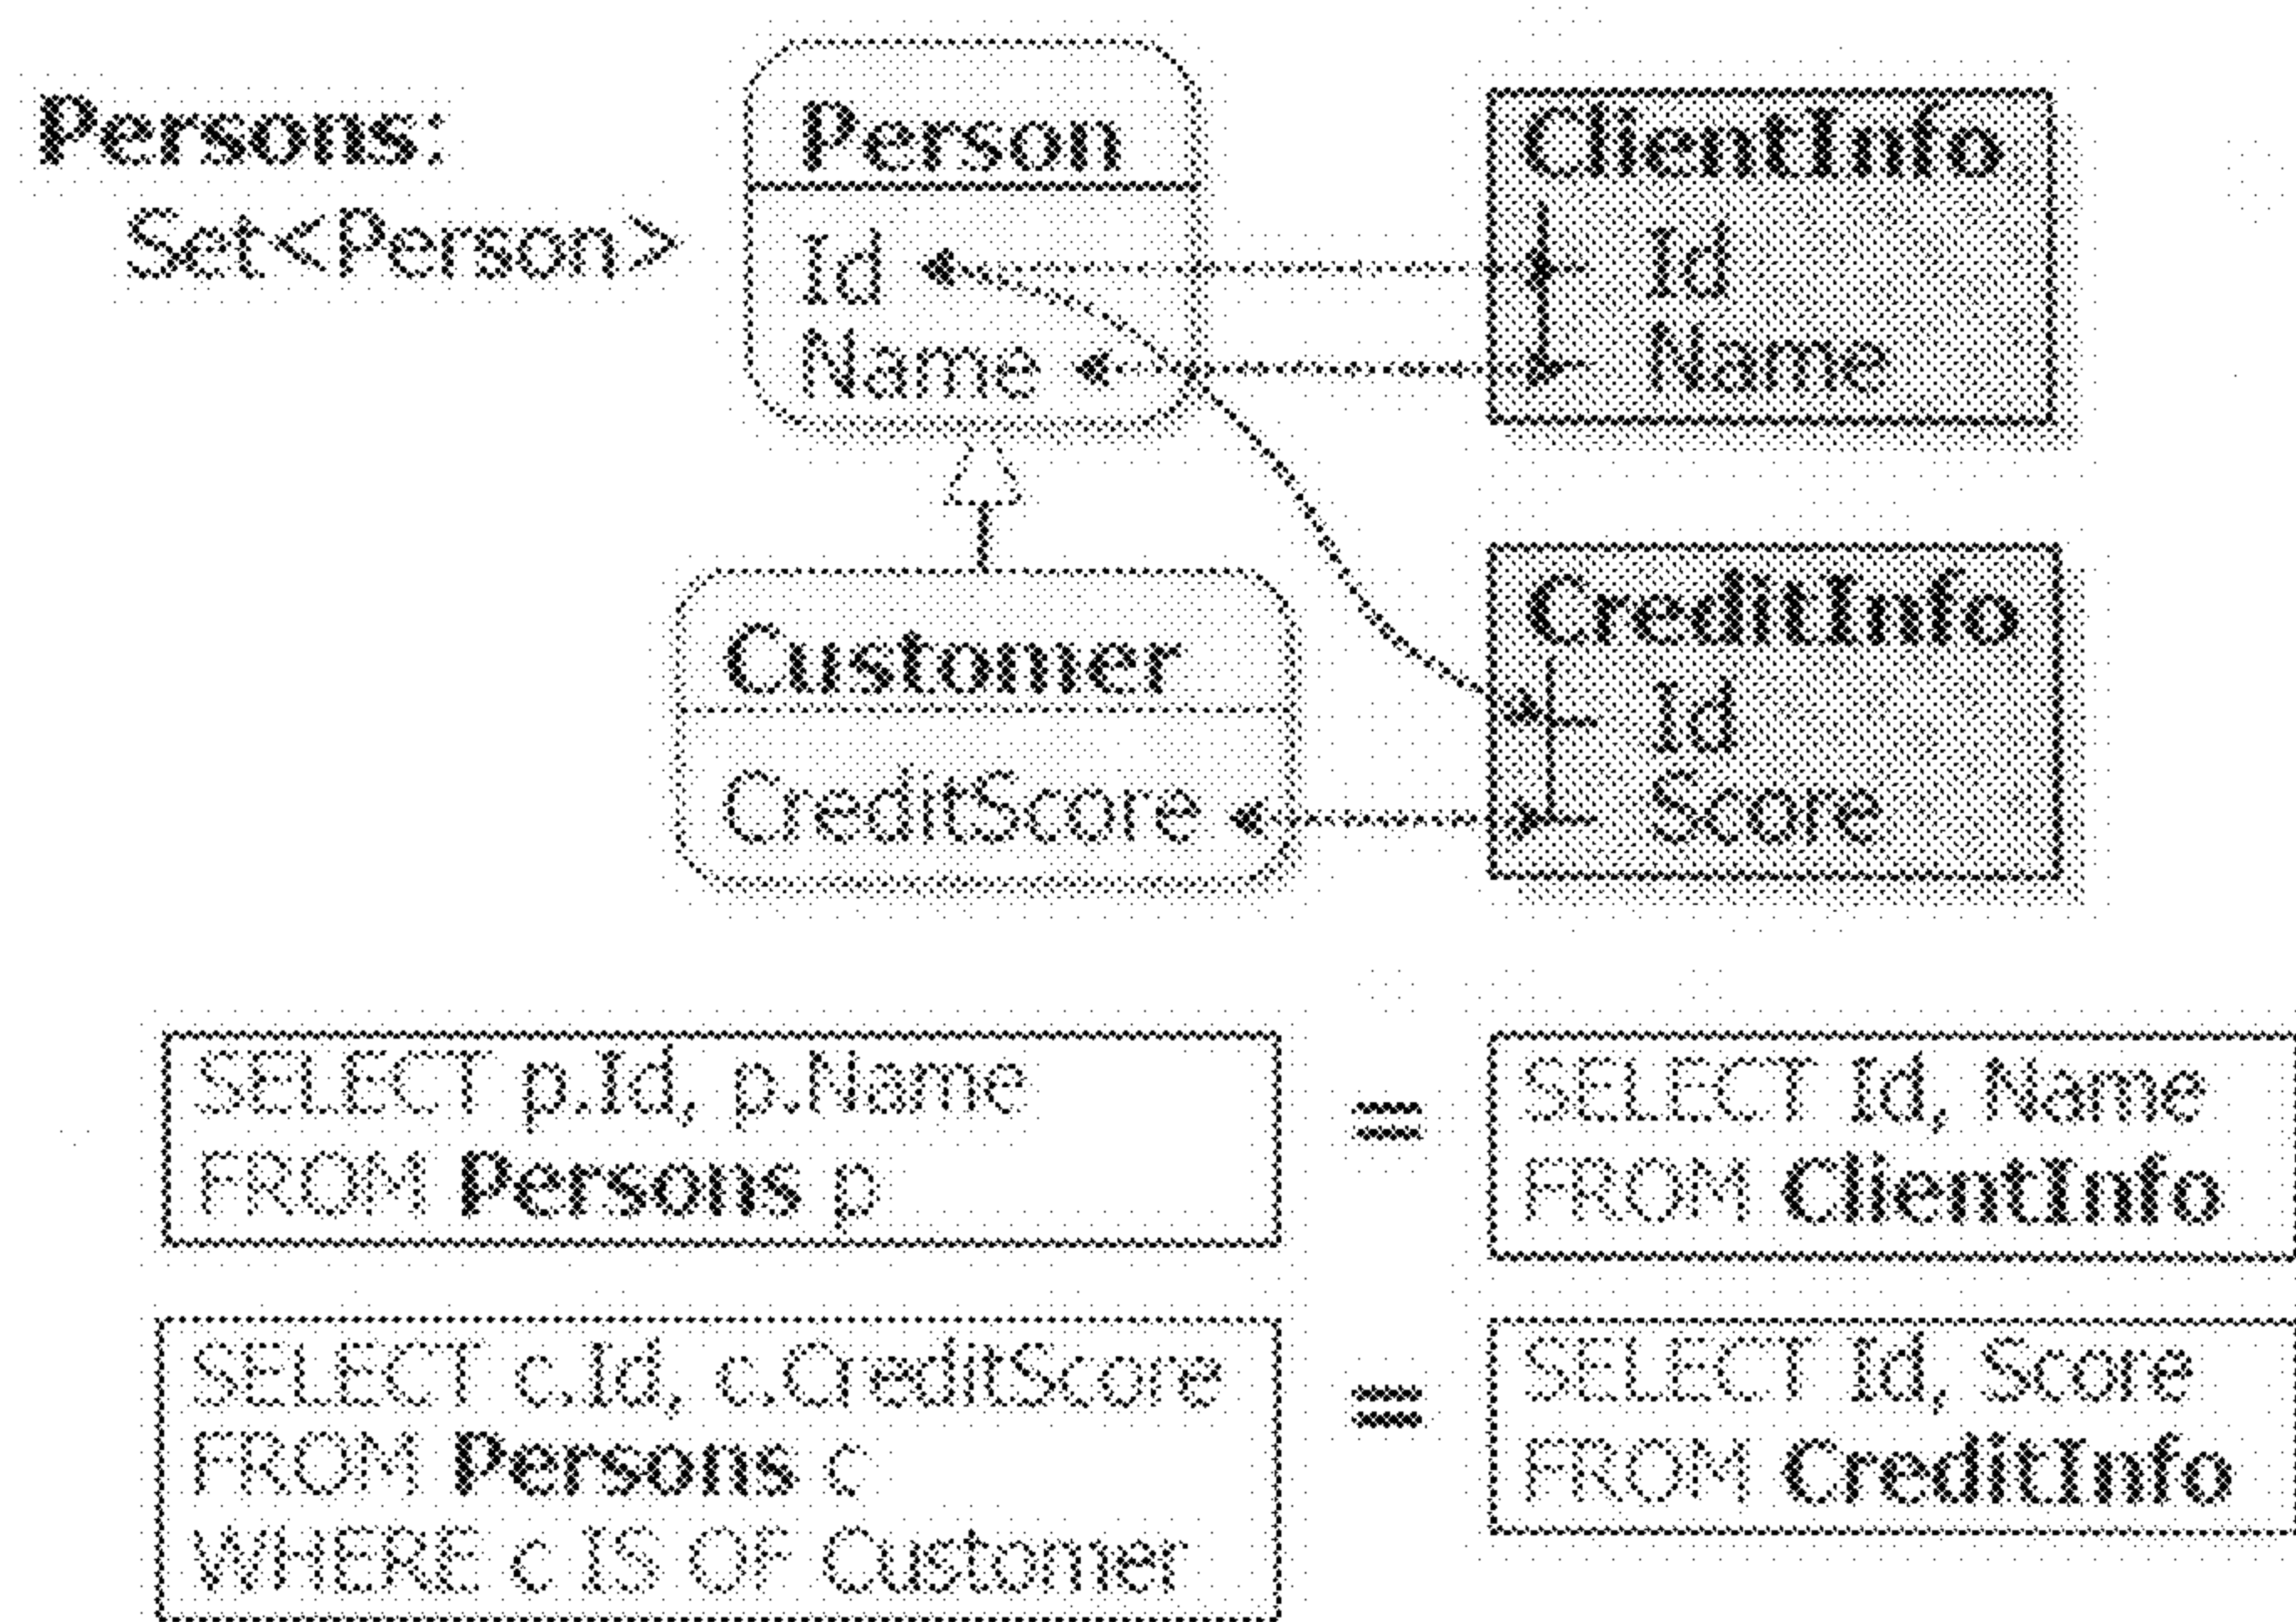 Persons:
Set<Person>
Person
Id
Name
ClientInfo
Id
Name
Customer
CreditScore
CreditInfo
Id
Score
SELECT p.Id, p.Name
FROM Persons p
=
SELECT Id, Name
FROM ClientInfo
SELECT c.Id, c.CreditScore
FROM Persons c
WHERE c IS OF Customer
=
SELECT Id, Score
FROM CreditInfo